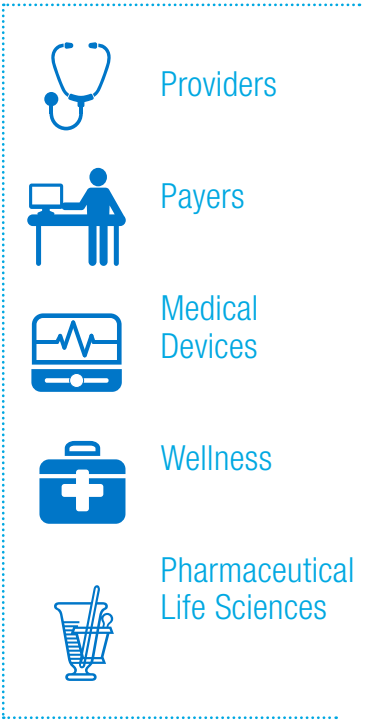 Providers
Payers
Medical
Devices
Wellness
Pharmaceutical
Life Sciences